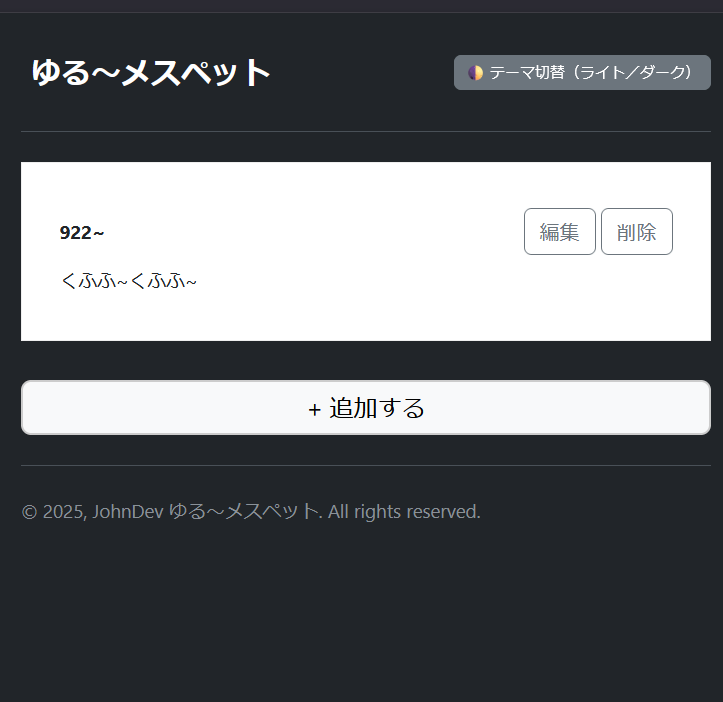 ゆる〜メスペット
テーマ切替（ライト／ダーク）
922~
編集
削除
くふふ~くふふ~
+ 追加する
© 2025, JohnDev ゆる〜メスペット. All rights reserved.